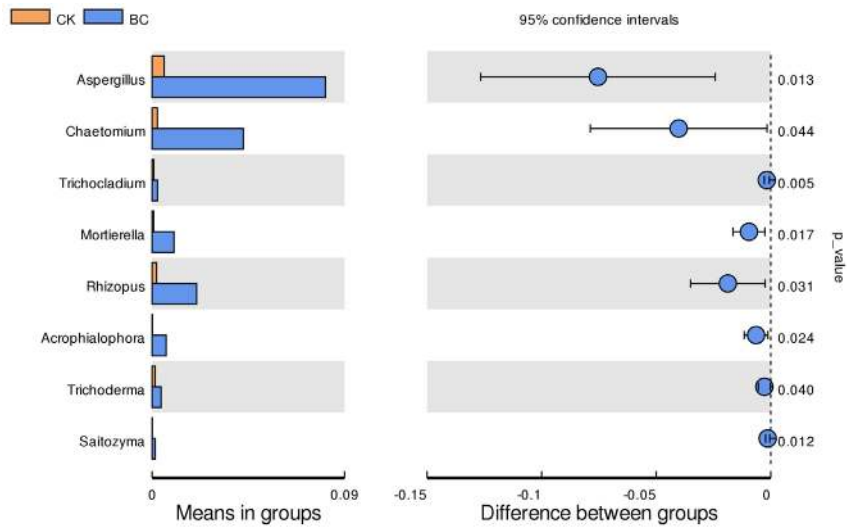 CK BC 95% confidence intervals
Aspergillus 0.013
Chaetomium 0.044
Trichocladium 0.005
Mortierella 0.017
p_value
Rhizopus 0.031
Acrophialophora 0.024
Trichoderma 0.040
Saitozyma 0.012
0 0.09 -0.15 -0.1 -0.05 0
Means in groups Difference between groups